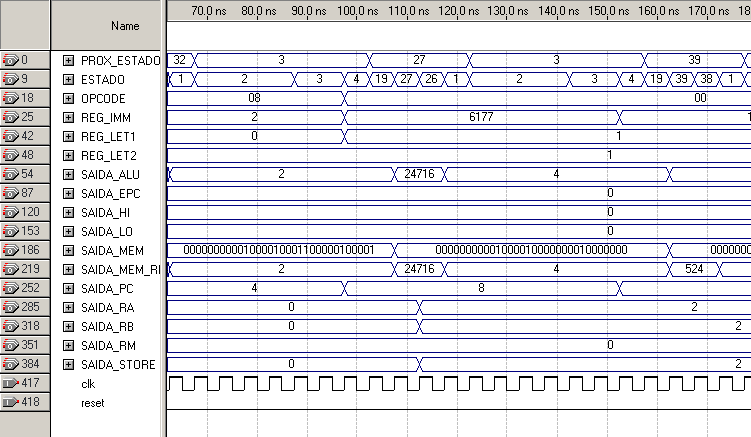 Name 70,0 ns 80,0 ns 90,0 ns 100,0 ns 110,0 ns 120,0 ns 130,0 ns 140,0 ns 150,0 ns 160,0 ns 170,0 ns 18
0 PROX_ESTADO 32 3 27 3 39
9 ESTADO 1 2 3 4 19 27 26 1 2 3 4 19 39 38 1
18 OPCODE 08 00
25 REG_IMM 2 6177 1
42 REG_LET1 0 1
48 REG_LET2 1
54 SAIDA_ALU 2 24716 4
87 SAIDA_EPC 0
120 SAIDA_HI 0
153 SAIDA_LO 0
186 SAIDA_MEM 00000000001000010001100000100001 00000000001000010000000010000000 0000000
219 SAIDA_MEM_RI 2 24716 4 524
252 SAIDA_PC 4 8
285 SAIDA_RA 0 2
318 SAIDA_RB 0 2
351 SAIDA_RM 0
384 SAIDA_STORE 0 2
417 clk
418 reset